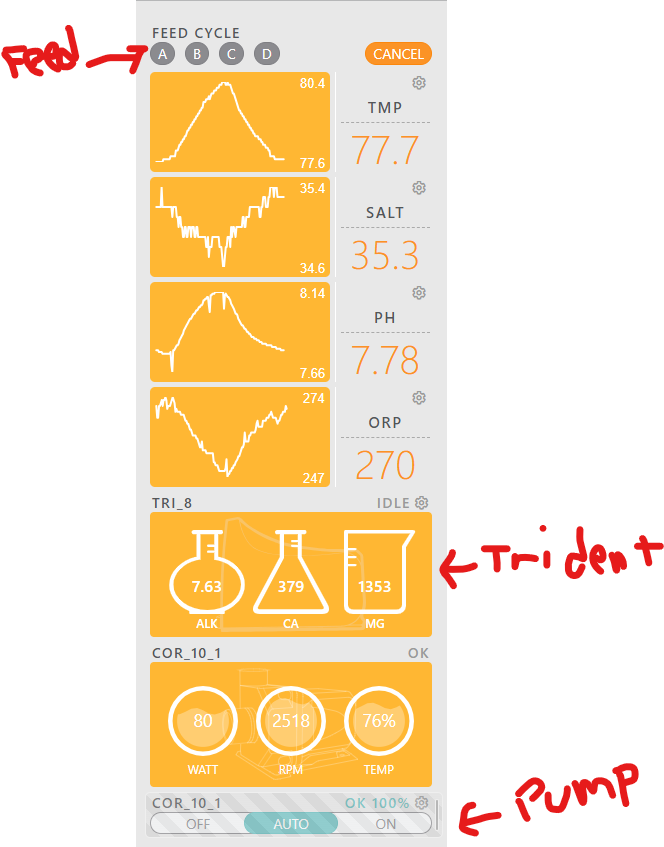 FEED CYCLE
Feed
A B C D CANCEL
80.4
TMP
77.7
77.6
35.4
SALT
35.3
34.6
8.14
PH
7.78
7.66
274
ORP
270
247
TRI_8 IDLE
Trident
7.63 379 1353
ALK CA MG
COR_10_1 OK
80 2518 76%
WATT RPM TEMP
COR_10_1 OK 100%
Pump
OFF AUTO ON